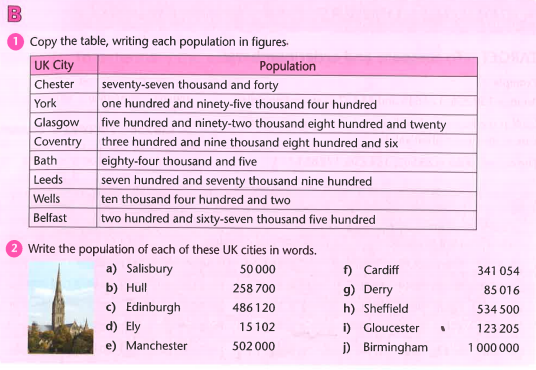 B
1 Copy the table, writing each population in figures.
UK City Population
Chester seventy-seven thousand and forty
York one hundred and ninety-five thousand four hundred
Glasgow five hundred and ninety-two thousand eight hundred and twenty
Coventry three hundred and nine thousand eight hundred and six
Bath eighty-four thousand and five
Leeds seven hundred and seventy thousand nine hundred
Wells ten thousand four hundred and two
Belfast two hundred and sixty-seven thousand five hundred
2 Write the population of each of these UK cities in words.
a) Salisbury 50 000
b) Hull 258 700
c) Edinburgh 486 120
d) Ely 15 102
e) Manchester 502 000
f) Cardiff 341 054
g) Derry 85 016
h) Sheffield 534 500
i) Gloucester 123 205
j) Birmingham 1 000 000